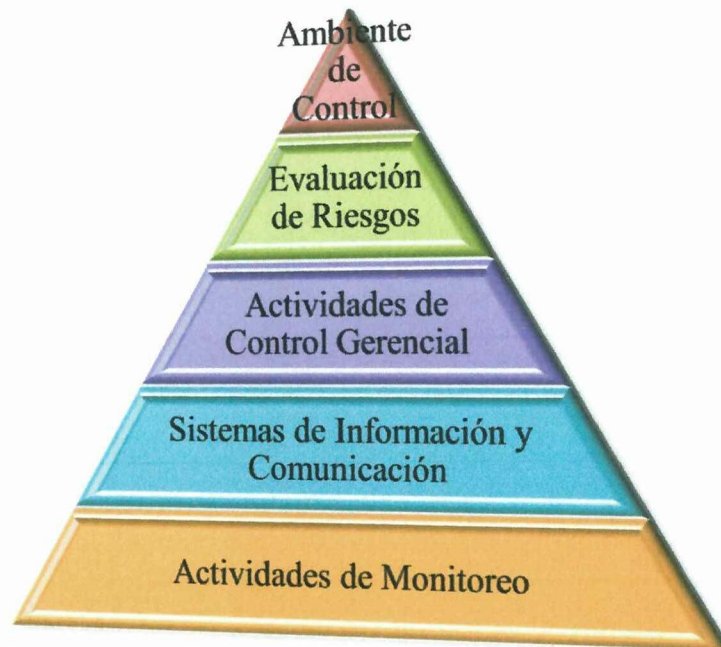 Ambiente
de
Control
Evaluación
de Riesgos
Actividades de
Control Gerencial
Sistemas de Información y
Comunicación
Actividades de Monitoreo